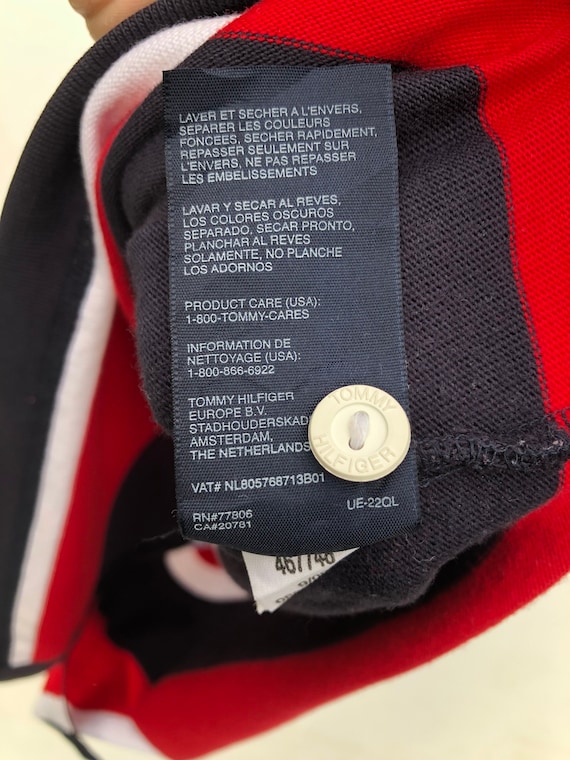 LAVER ET SECHER A L'ENVERS,
SEPARER LES COULEURS
FONCEES, SECHER RAPIDEMENT,
REPASSER SEULEMENT SUR
L'ENVERS, NE PAS REPASSER
LES EMBELISSEMENTS
LAVAR Y SECAR AL REVES,
LOS COLORES OSCUROS
SEPARADO, SECAR PRONTO,
PLANCHAR AL REVES
SOLAMENTE, NO PLANCHE
LOS ADORNOS
PRODUCT CARE (USA):
1-800-TOMMY-CARES
INFORMATION DE
NETTOYAGE (USA):
1-800-866-6922
TOMMY HILFIGER
EUROPE B.V.
STADHOUDERSKAD
AMSTERDAM,
THE NETHERLANDS
VAT# NL805768713B01
UE-22QL
RN#77806
CA#20781
TOMMY
HILFIGER